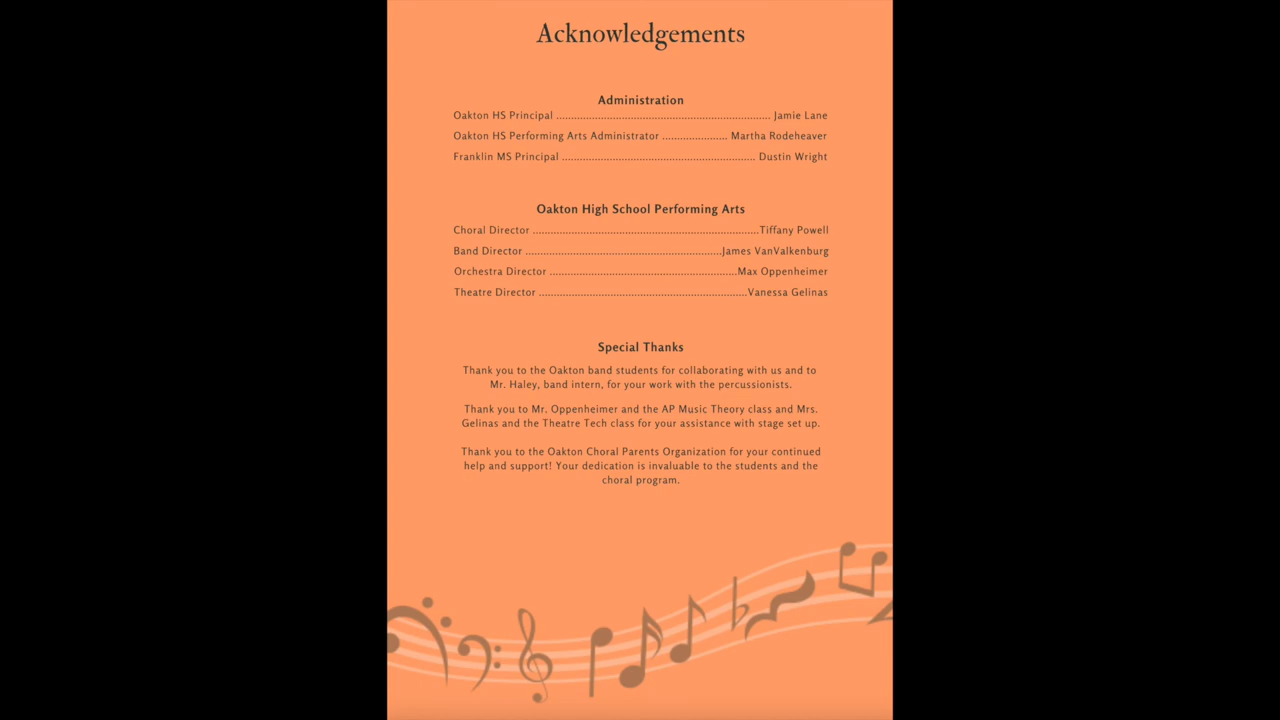 Acknowledgements
Administration
Oakton HS Principal ........................................................................ Jamie Lane
Oakton HS Performing Arts Administrator ...................... Martha Rodeheaver
Franklin MS Principal ................................................................. Dustin Wright
Oakton High School Performing Arts
Choral Director ............................................................................Tiffany Powell
Band Director ..................................................................James VanValkenburg
Orchestra Director ...............................................................Max Oppenheimer
Theatre Director ......................................................................Vanessa Gelinas
Special Thanks
Thank you to the Oakton band students for collaborating with us and to
Mr. Haley, band intern, for your work with the percussionists.
Thank you to Mr. Oppenheimer and the AP Music Theory class and Mrs.
Gelinas and the Theatre Tech class for your assistance with stage set up.
Thank you to the Oakton Choral Parents Organization for your continued
help and support! Your dedication is invaluable to the students and the
choral program.